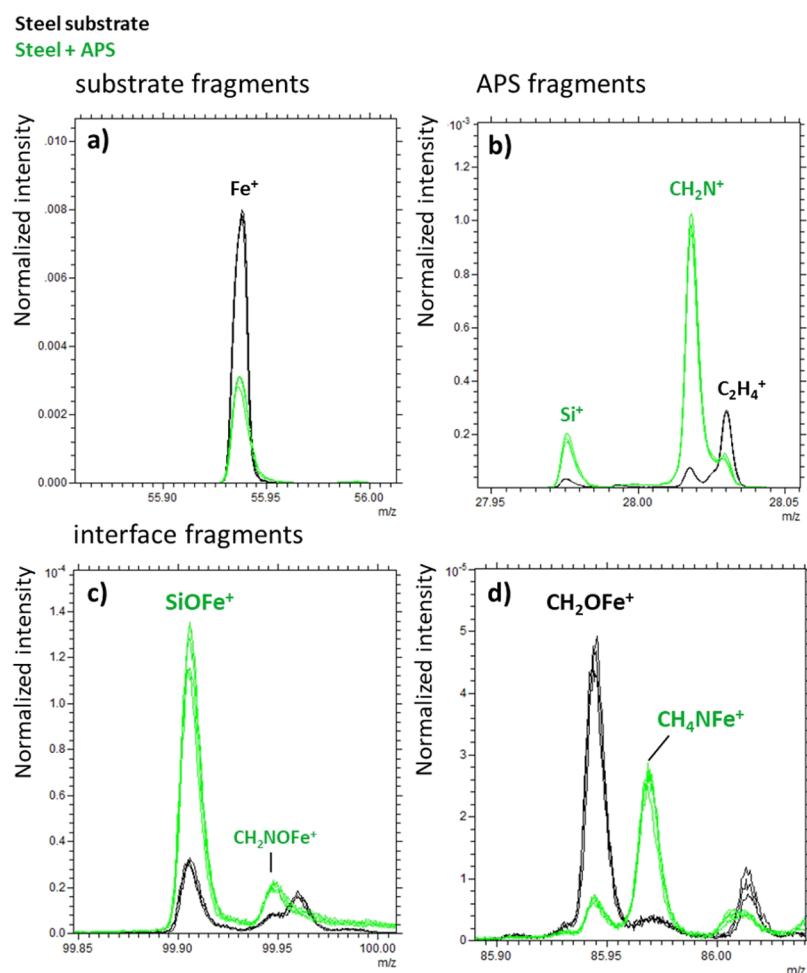 Steel substrate
Steel + APS
substrate fragments
APS fragments
Normalized intensity
a)
Fe⁺
.010
.008
.006
0.004
0.002
0.000
55.90
55.95
56.00
m/z
Normalized intensity
b)
10⁻³
CH₂N⁺
C₂H₄⁺
Si⁺
1.2
1.0
0.8
0.6
0.4
0.2
27.95
28.00
28.05
m/z
interface fragments
Normalized intensity
c)
10⁻⁴
SiOFe⁺
CH₂NOFe⁺
1.4
1.2
1.0
0.8
0.6
0.4
0.2
0.0
99.85
99.90
99.95
100.00
m/z
Normalized intensity
d)
10⁻⁵
CH₂OFe⁺
CH₄NFe⁺
5
4
3
2
1
0
85.90
85.95
86.00
m/z